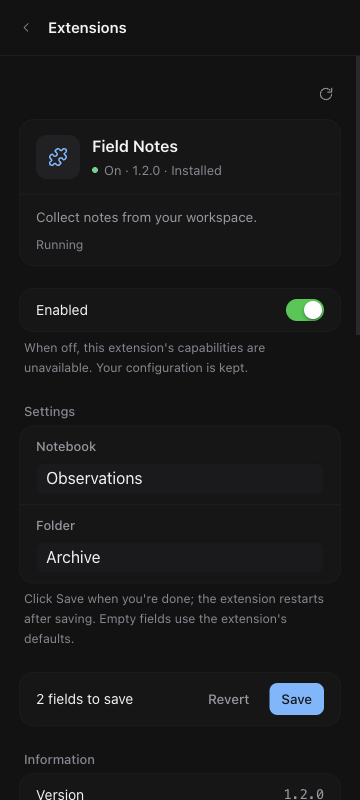 Extensions
Field Notes
On · 1.2.0 · Installed
Collect notes from your workspace.
Running
Enabled
When off, this extension's capabilities are
unavailable. Your configuration is kept.
Settings
Notebook
Observations
Folder
Archive
Click Save when you're done; the extension restarts
after saving. Empty fields use the extension's
defaults.
2 fields to save Revert Save
Information
Version 1.2.0